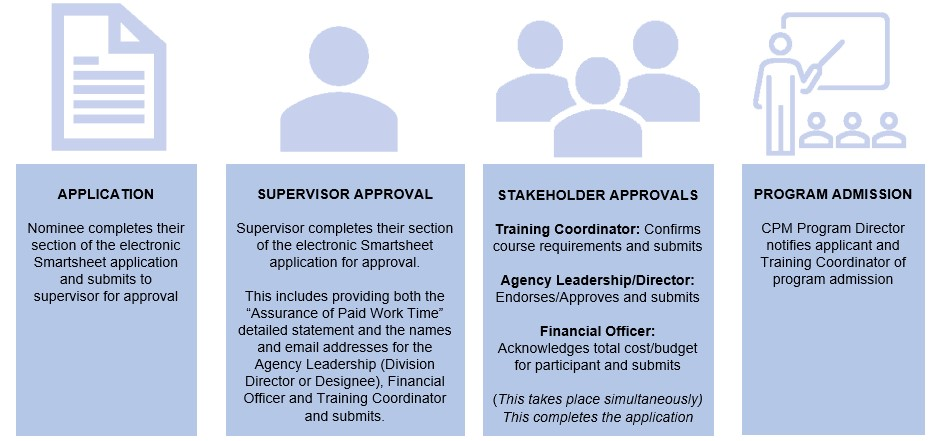 APPLICATION
Nominee completes their
section of the electronic
Smartsheet application
and submits to
supervisor for approval
SUPERVISOR APPROVAL
Supervisor completes their section
of the electronic Smartsheet
application for approval.
This includes providing both the
“Assurance of Paid Work Time”
detailed statement and the names
and email addresses for the
Agency Leadership (Division
Director or Designee), Financial
Officer and Training Coordinator
and submits.
STAKEHOLDER APPROVALS
Training Coordinator: Confirms
course requirements and submits
Agency Leadership/Director:
Endorses/Approves and submits
Financial Officer:
Acknowledges total cost/budget
for participant and submits
(This takes place simultaneously)
This completes the application
PROGRAM ADMISSION
CPM Program Director
notifies applicant and
Training Coordinator of
program admission